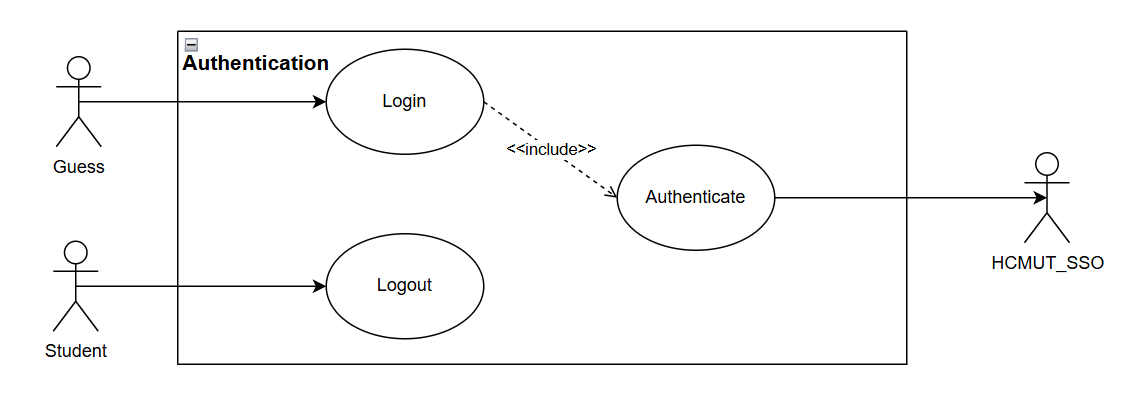 Authentication
Login
Guess
<<include>>
Authenticate
HCMUT_SSO
Logout
Student